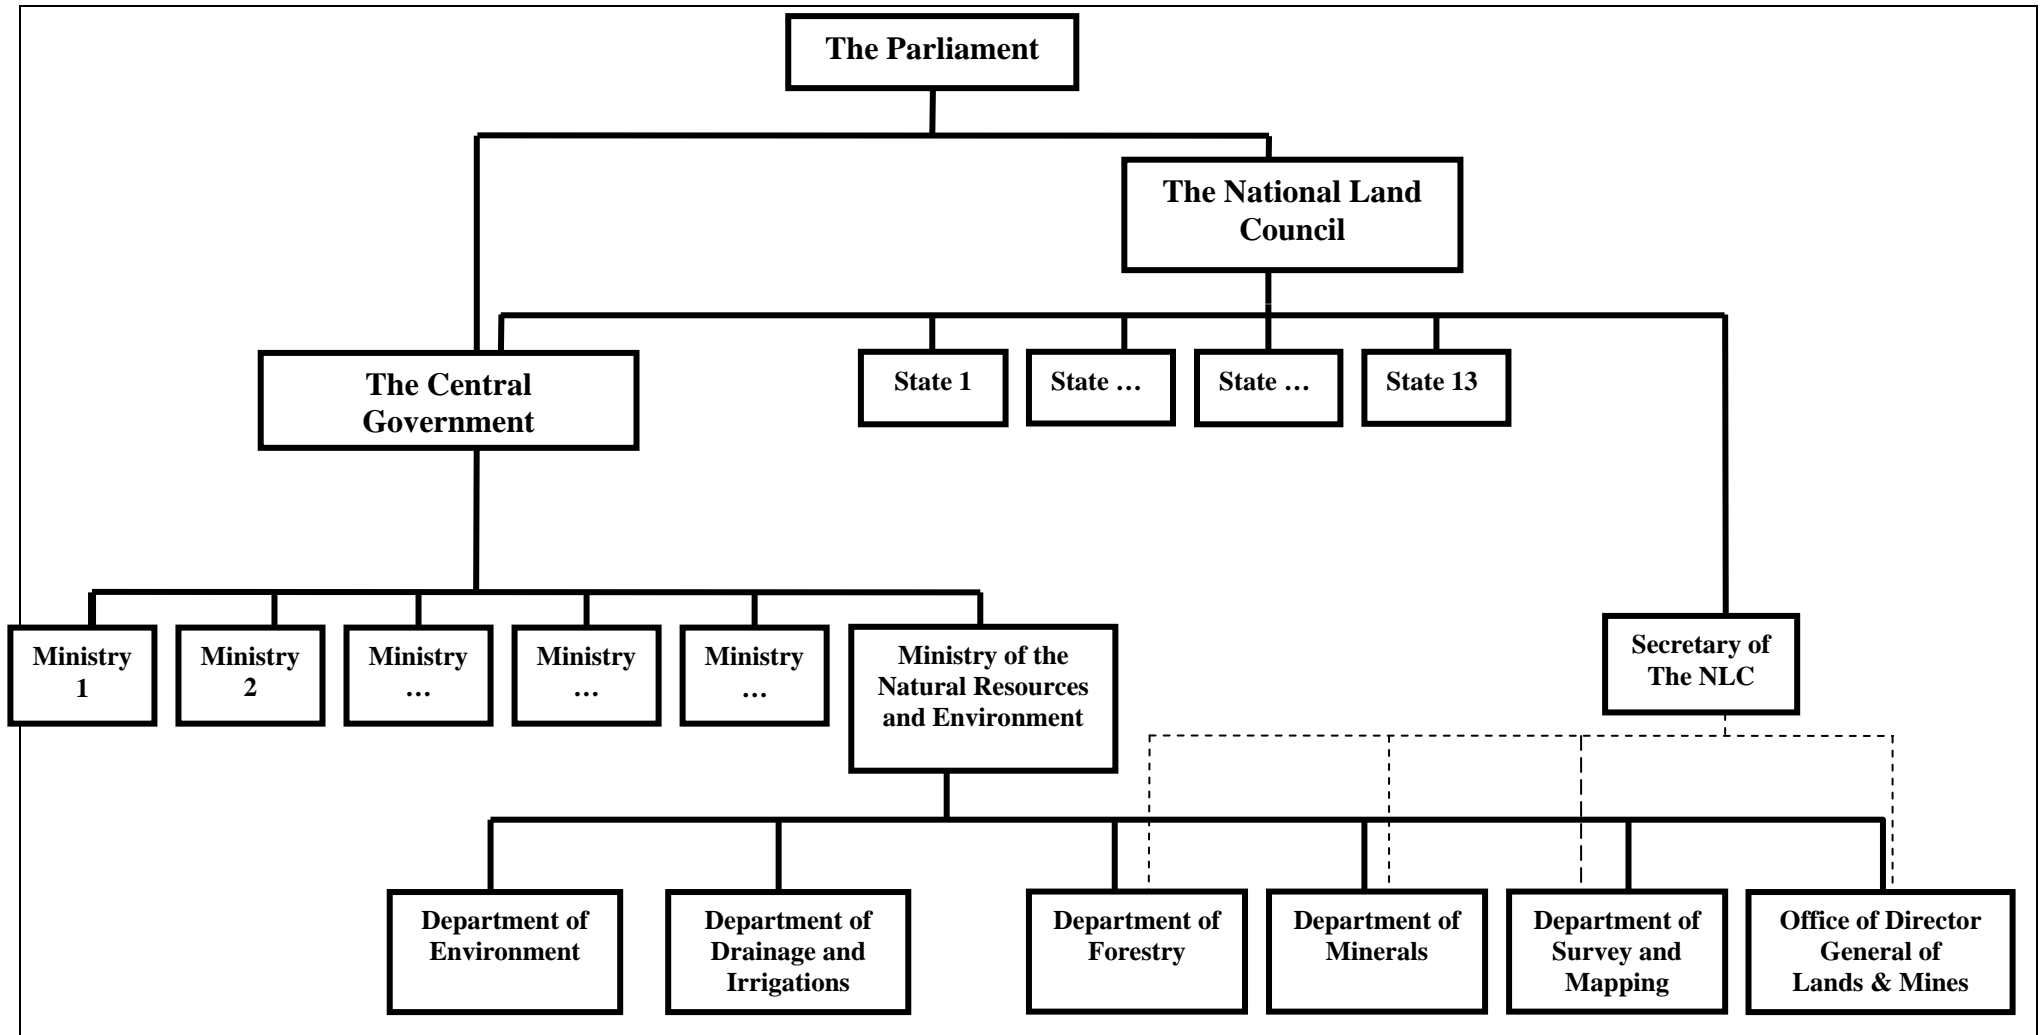 The Parliament
The National Land
Council
The Central
Government
State 1
State …
State …
State 13
Ministry
1
Ministry
2
Ministry
…
Ministry
…
Ministry
…
Ministry of the
Natural Resources
and Environment
Secretary of
The NLC
Department of
Environment
Department of
Drainage and
Irrigations
Department of
Forestry
Department of
Minerals
Department of
Survey and
Mapping
Office of Director
General of
Lands & Mines